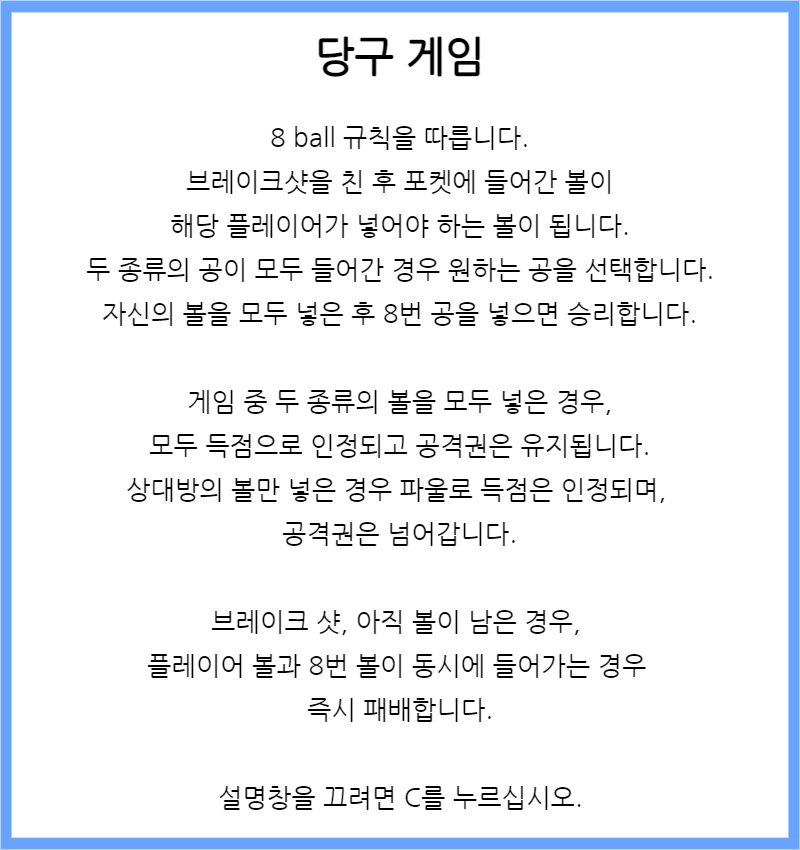 당구 게임
8 ball 규칙을 따릅니다.
브레이크샷을 친 후 포켓에 들어간 볼이
해당 플레이어가 넣어야 하는 볼이 됩니다.
두 종류의 공이 모두 들어간 경우 원하는 공을 선택합니다.
자신의 볼을 모두 넣은 후 8번 공을 넣으면 승리합니다.
게임 중 두 종류의 볼을 모두 넣은 경우,
모두 득점으로 인정되고 공격권은 유지됩니다.
상대방의 볼만 넣은 경우 파울로 득점은 인정되며,
공격권은 넘어갑니다.
브레이크 샷, 아직 볼이 남은 경우,
플레이어 볼과 8번 볼이 동시에 들어가는 경우
즉시 패배합니다.
설명창을 끄려면 C를 누르십시오.